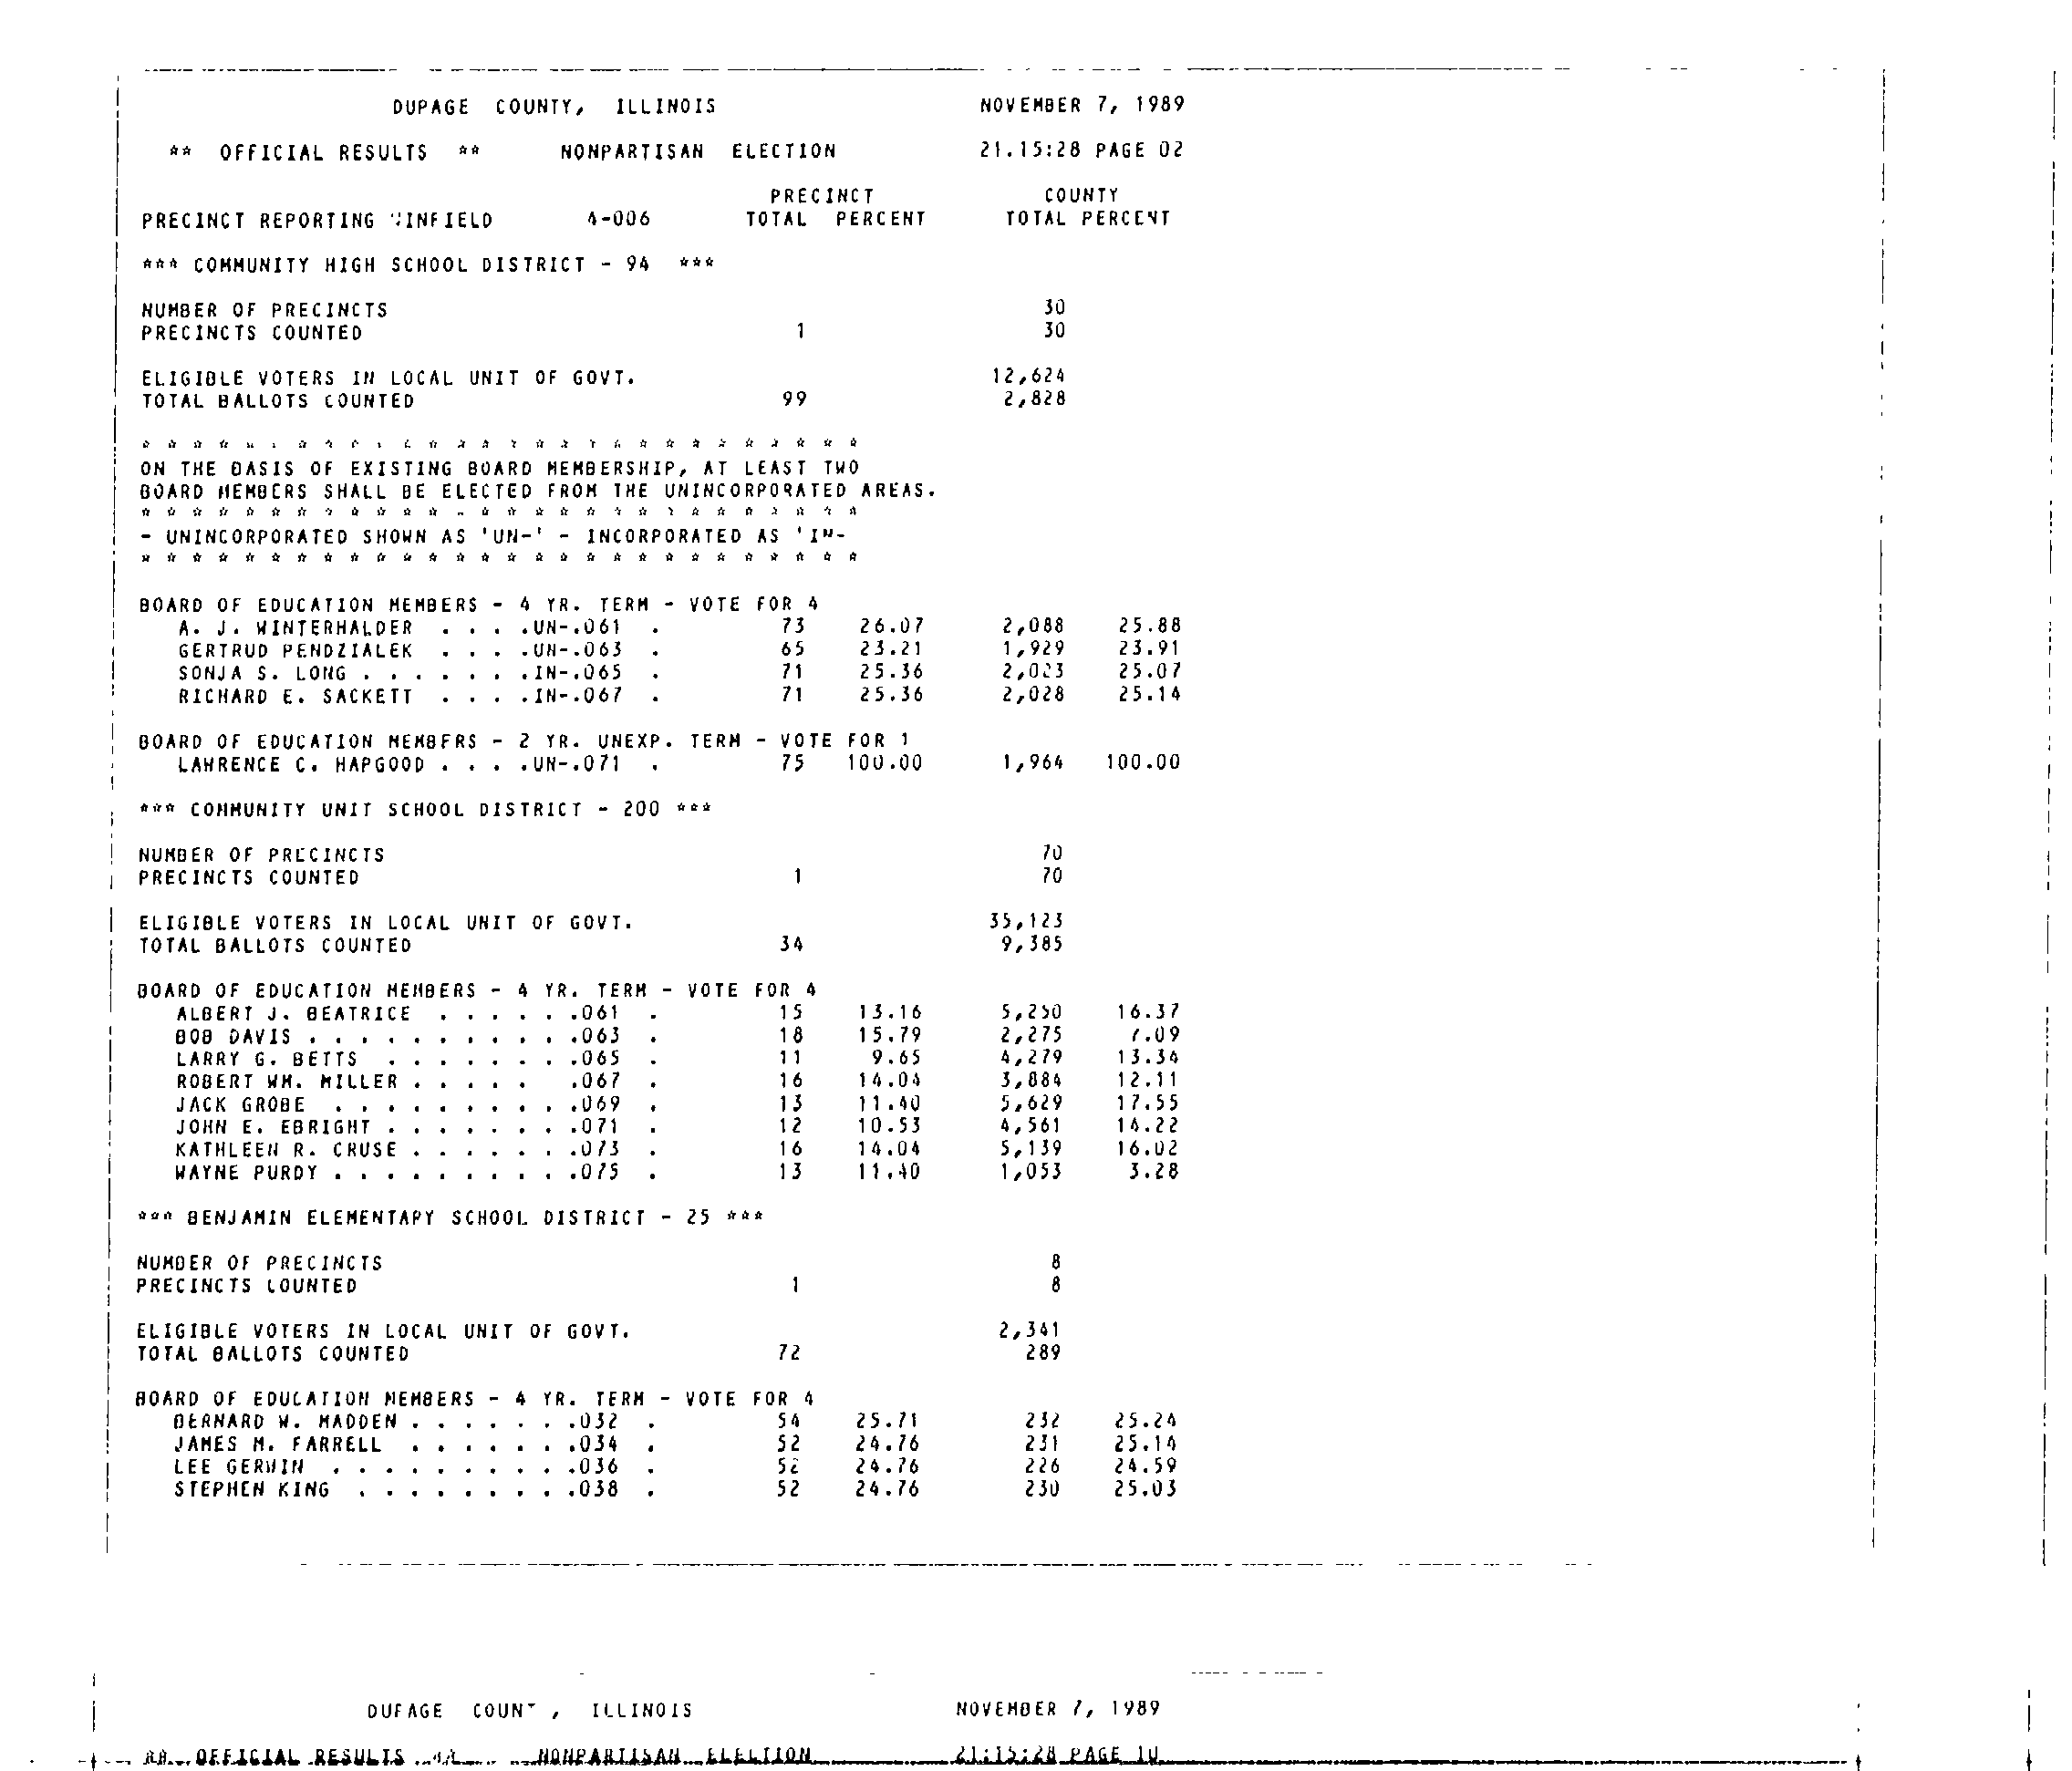 DUPAGE COUNTY, ILLINOIS NOVEMBER 7, 1989
** OFFICIAL RESULTS ** NONPARTISAN ELECTION 21.15:28 PAGE 02
PRECINCT COUNTY
PRECINCT REPORTING WINFIELD 4-006 TOTAL PERCENT TOTAL PERCENT
*** COMMUNITY HIGH SCHOOL DISTRICT - 94 ***
NUMBER OF PRECINCTS 30
PRECINCTS COUNTED 1 30
ELIGIBLE VOTERS IN LOCAL UNIT OF GOVT. 12,624
TOTAL BALLOTS COUNTED 99 2,828
* * * * * * * * * * * * * * * * * * * * * * * * * * * *
ON THE BASIS OF EXISTING BOARD MEMBERSHIP, AT LEAST TWO
BOARD MEMBERS SHALL BE ELECTED FROM THE UNINCORPORATED AREAS.
* * * * * * * * * * * * * * * * * * * * * * * * * * * *
- UNINCORPORATED SHOWN AS 'UN-' - INCORPORATED AS 'IN-
* * * * * * * * * * * * * * * * * * * * * * * * * * * *
BOARD OF EDUCATION MEMBERS - 4 YR. TERM - VOTE FOR 4
A. J. WINTERHALDER . . . .UN-.061 . 73 26.07 2,088 25.88
GERTRUD PENDZIALEK . . . .UN-.063 . 65 23.21 1,929 23.91
SONJA S. LONG . . . . . . .IN-.065 . 71 25.36 2,023 25.07
RICHARD E. SACKETT . . . .IN-.067 . 71 25.36 2,028 25.14
BOARD OF EDUCATION MEMBERS - 2 YR. UNEXP. TERM - VOTE FOR 1
LAWRENCE C. HAPGOOD . . . .UN-.071 . 75 100.00 1,964 100.00
*** COMMUNITY UNIT SCHOOL DISTRICT - 200 ***
NUMBER OF PRECINCTS 70
PRECINCTS COUNTED 1 70
ELIGIBLE VOTERS IN LOCAL UNIT OF GOVT. 35,123
TOTAL BALLOTS COUNTED 34 9,385
BOARD OF EDUCATION MEMBERS - 4 YR. TERM - VOTE FOR 4
ALBERT J. BEATRICE . . . . . .061 . 15 13.16 5,250 16.37
BOB DAVIS . . . . . . . . . . .063 . 18 15.79 2,275 7.09
LARRY G. BETTS . . . . . . . .065 . 11 9.65 4,279 13.34
ROBERT WM. MILLER . . . . . .067 . 16 14.04 3,884 12.11
JACK GROBE . . . . . . . . . .069 . 13 11.40 5,629 17.55
JOHN E. EBRIGHT . . . . . . . .071 . 12 10.53 4,561 14.22
KATHLEEN R. CRUSE . . . . . . .073 . 16 14.04 5,139 16.02
WAYNE PURDY . . . . . . . . . .075 . 13 11.40 1,053 3.28
*** BENJAMIN ELEMENTARY SCHOOL DISTRICT - 25 ***
NUMBER OF PRECINCTS 8
PRECINCTS COUNTED 1 8
ELIGIBLE VOTERS IN LOCAL UNIT OF GOVT. 2,341
TOTAL BALLOTS COUNTED 72 289
BOARD OF EDUCATION MEMBERS - 4 YR. TERM - VOTE FOR 4
BERNARD W. MADDEN . . . . . . .032 . 54 25.71 232 25.24
JAMES M. FARRELL . . . . . . .034 . 52 24.76 231 25.14
LEE GERWIN . . . . . . . . . .036 . 52 24.76 226 24.59
STEPHEN KING . . . . . . . . .038 . 52 24.76 230 25.03
DUPAGE COUNTY, ILLINOIS NOVEMBER 7, 1989
** OFFICIAL RESULTS ** NONPARTISAN ELECTION 21:15:28 PAGE 10